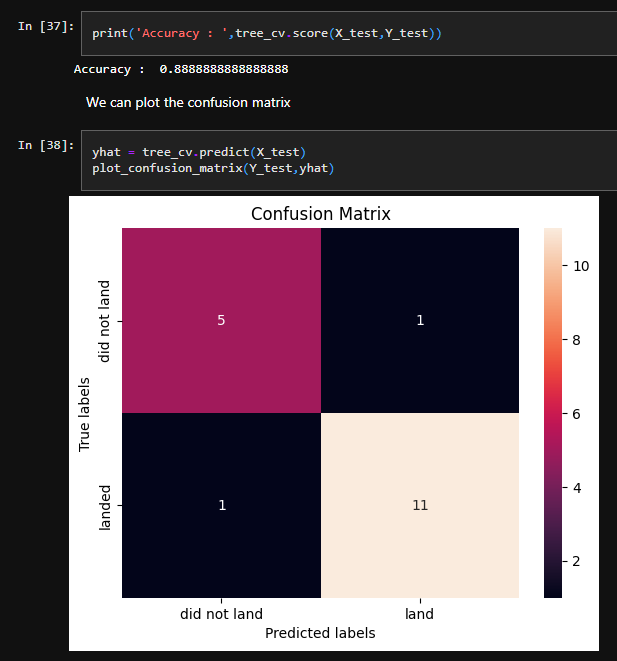 In [37]:
print('Accuracy : ',tree_cv.score(X_test,Y_test))
Accuracy :  0.8888888888888888
We can plot the confusion matrix
In [38]:
yhat = tree_cv.predict(X_test)
plot_confusion_matrix(Y_test,yhat)
Confusion Matrix
True labels
did not land
landed
5
1
1
11
did not land
land
Predicted labels
10
8
6
4
2